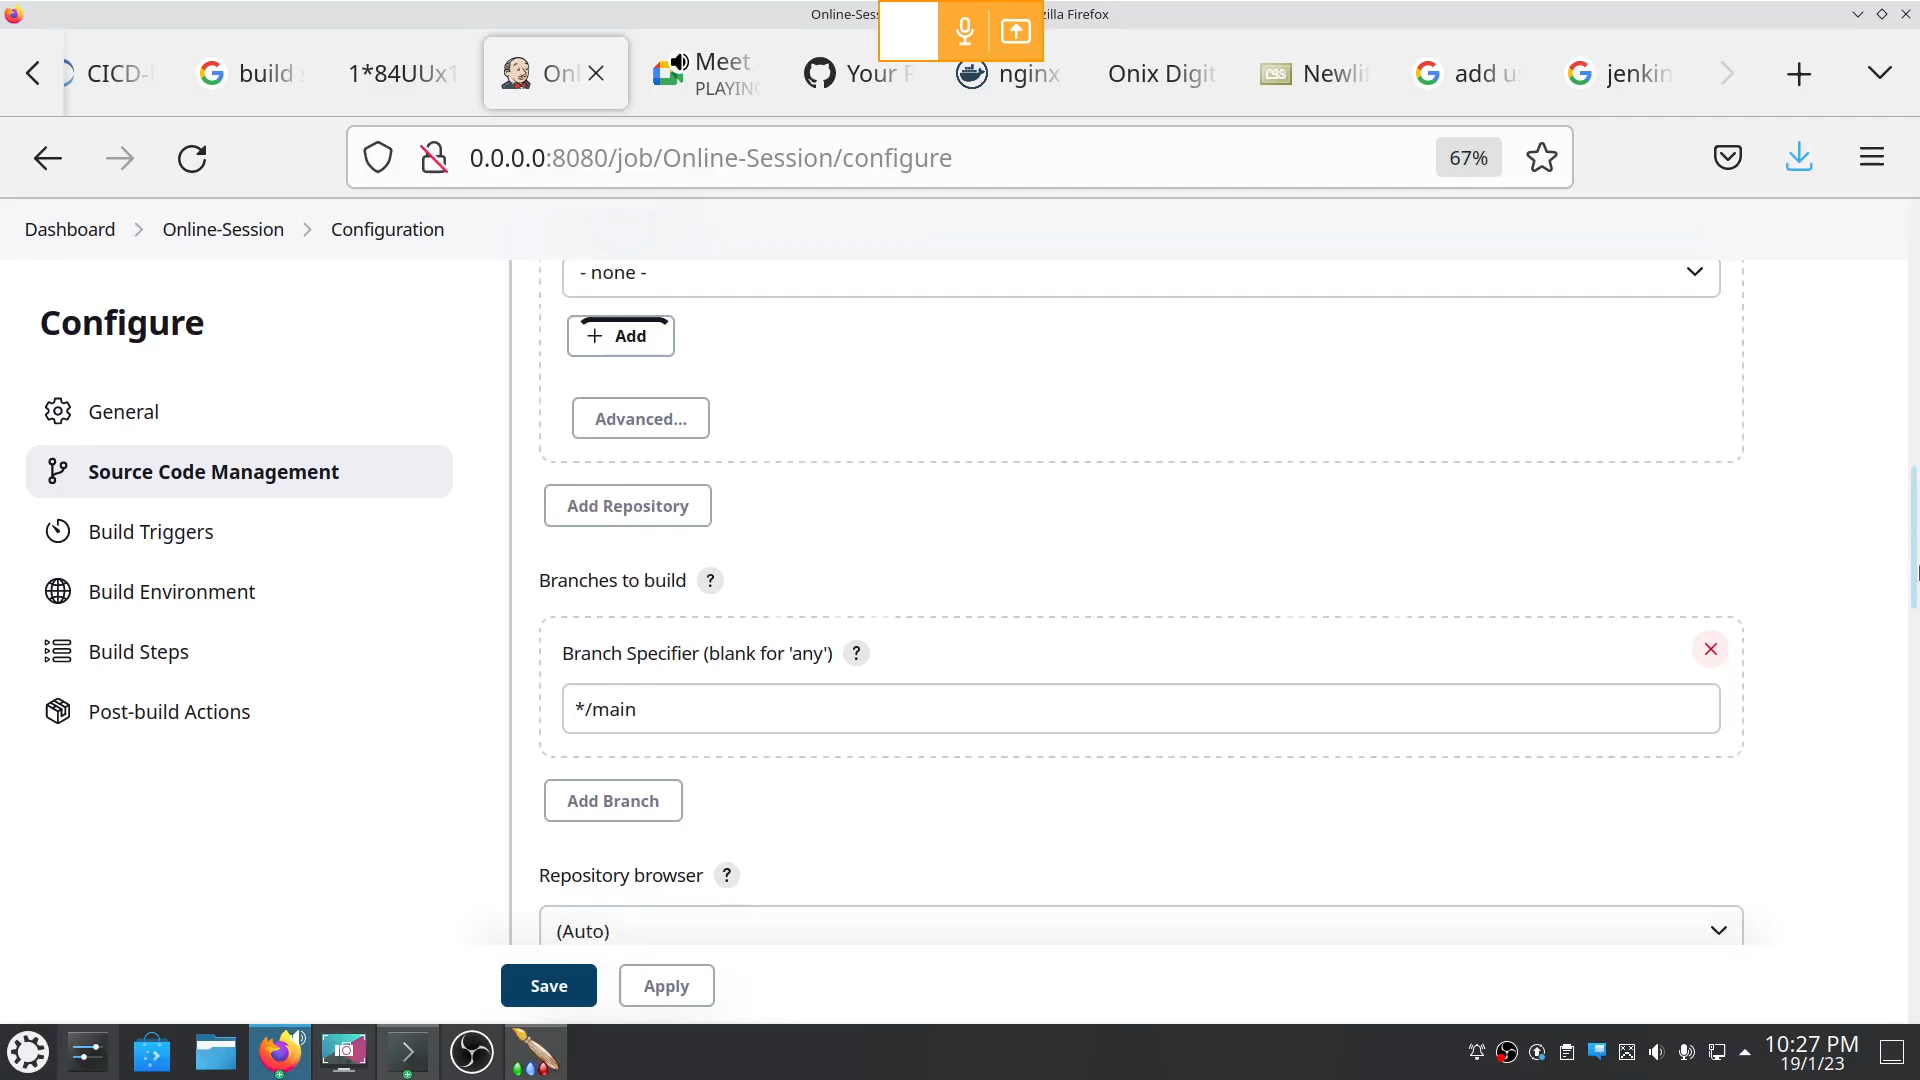 Online-Ses
zilla Firefox
CICD-
build
1*84UUx1
Onl
Meet
PLAYING
Your
nginx
Onix Digit
Newli
add u
jenkin
0.0.0.0:8080/job/Online-Session/configure
67%
Dashboard
Online-Session
Configuration
Configure
General
Source Code Management
Build Triggers
Build Environment
Build Steps
Post-build Actions
- none -
+ Add
Advanced...
Add Repository
Branches to build ?
Branch Specifier (blank for 'any') ?
*/main
Add Branch
Repository browser ?
(Auto)
Save
Apply
10:27 PM
19/1/23